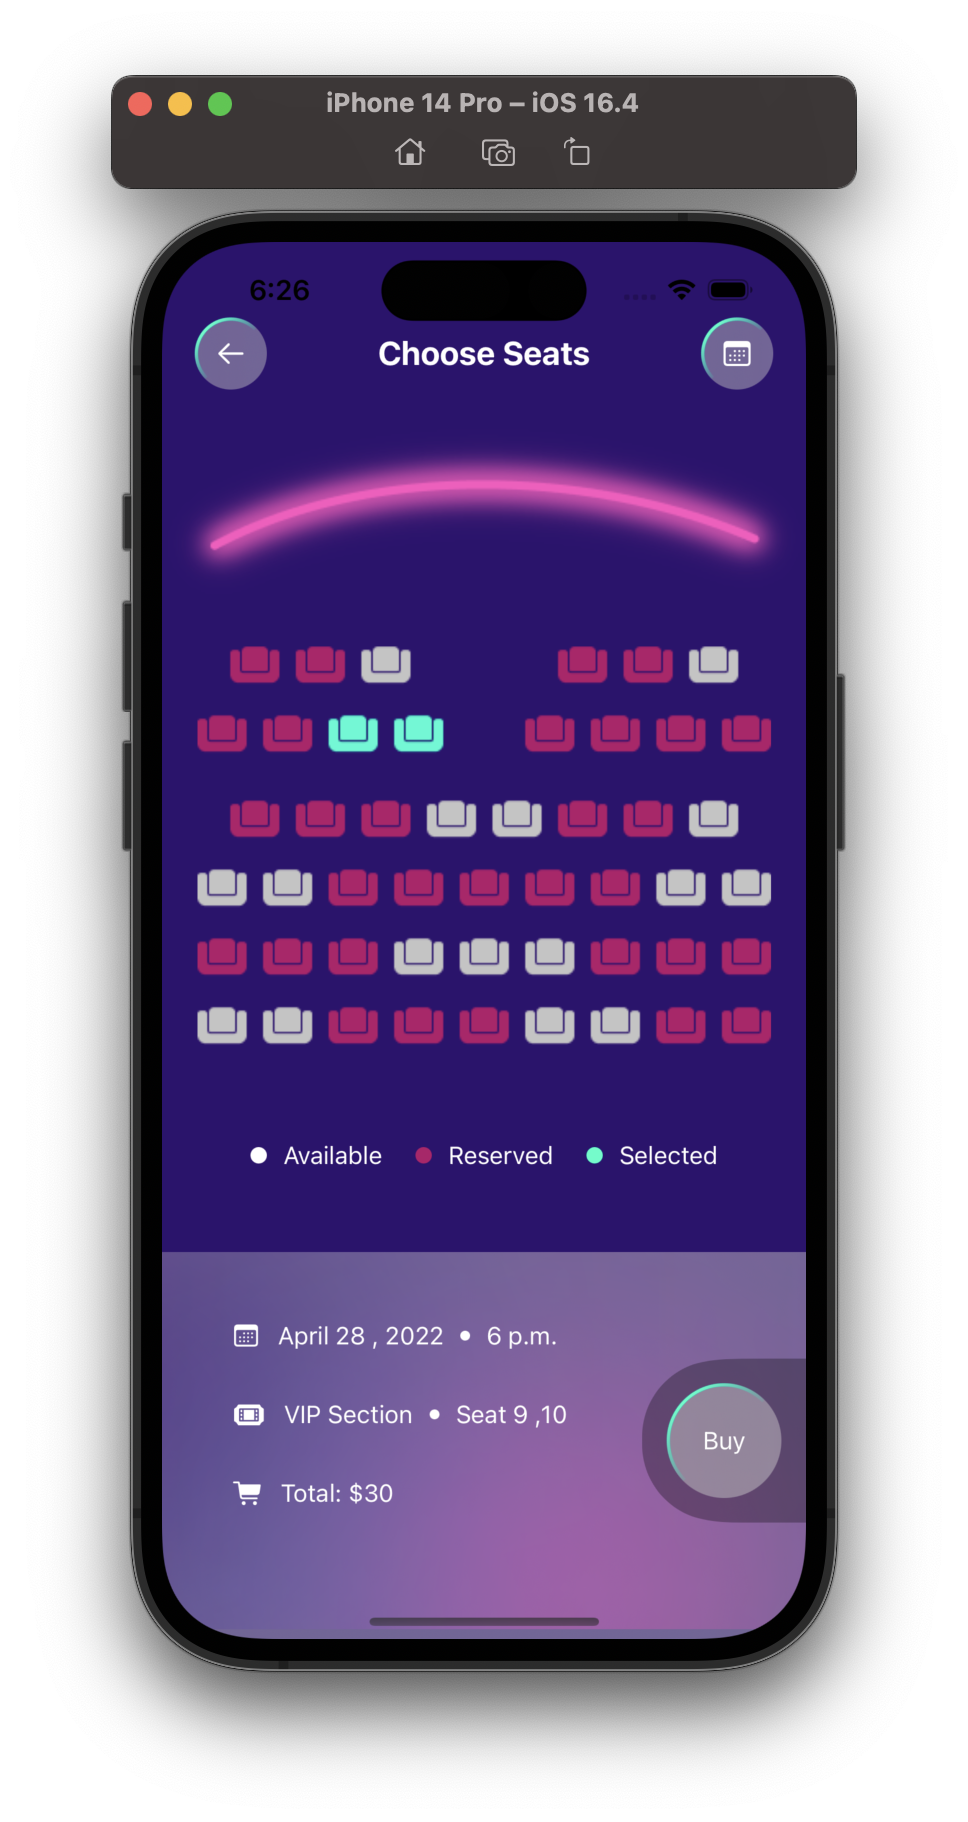 iPhone 14 Pro – iOS 16.4
6:26
Choose Seats
Available Reserved Selected
April 28 , 2022 • 6 p.m.
VIP Section • Seat 9 ,10
Buy
Total: $30